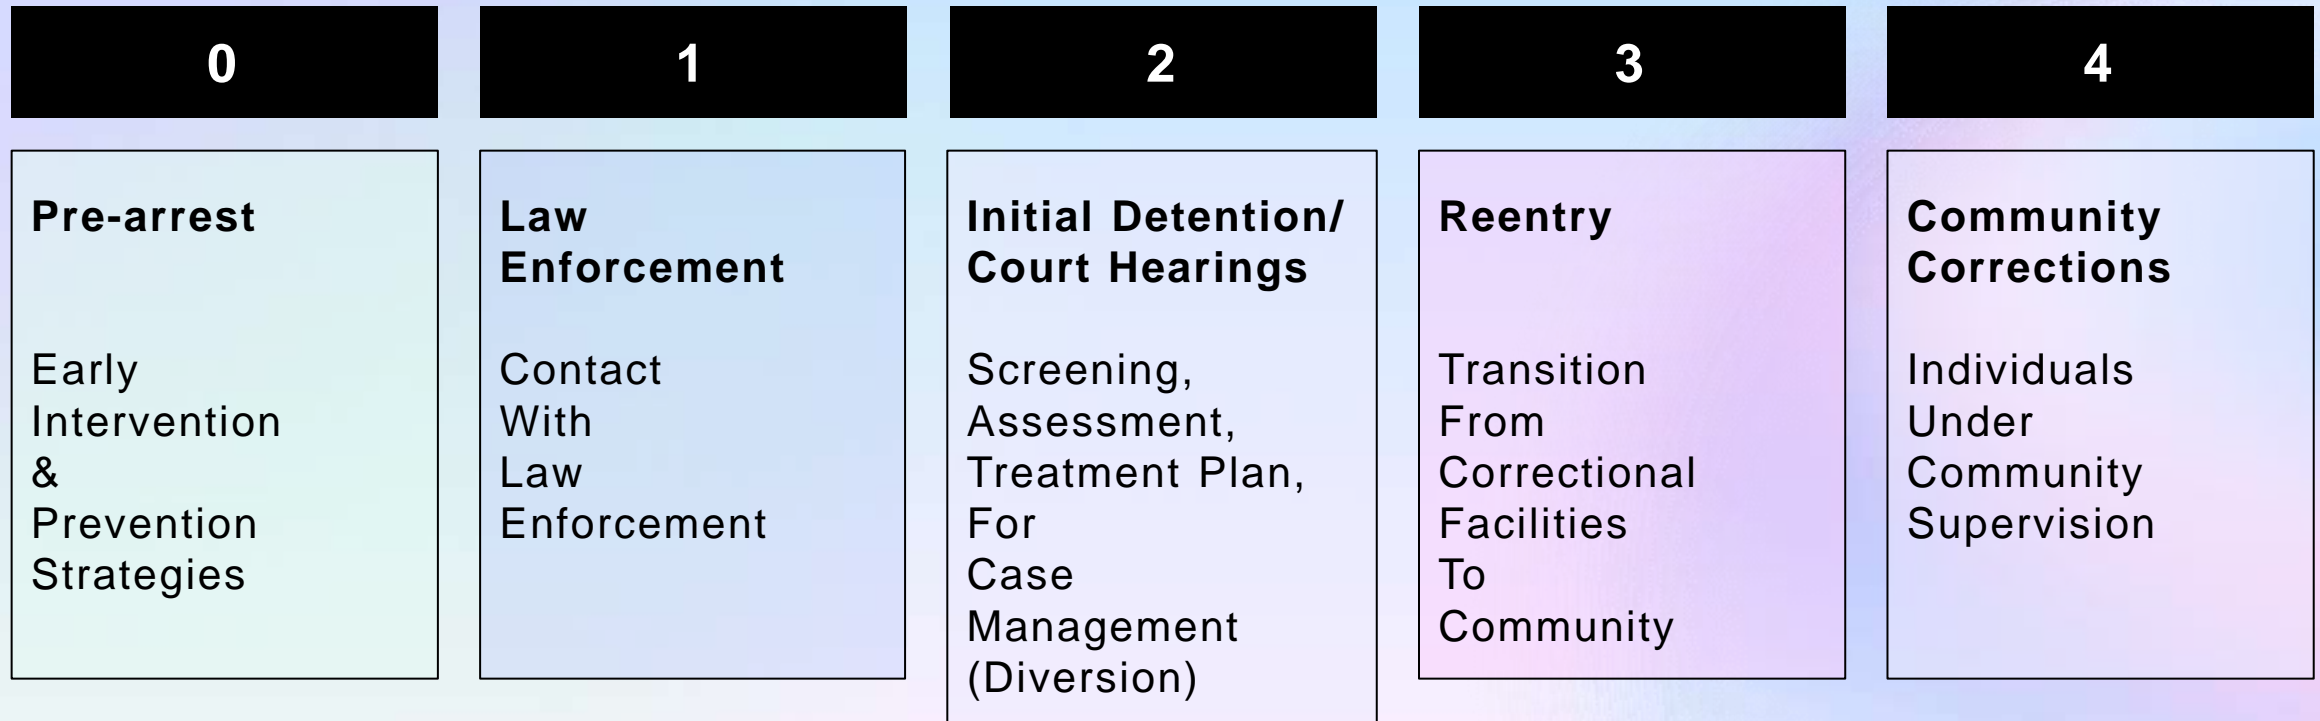 0
1
2
3
4
Pre-arrest
Early
Intervention
&
Prevention
Strategies
Law
Enforcement
Contact
With
Law
Enforcement
Initial Detention/
Court Hearings
Screening,
Assessment,
Treatment Plan,
For
Case
Management
(Diversion)
Reentry
Transition
From
Correctional
Facilities
To
Community
Community
Corrections
Individuals
Under
Community
Supervision